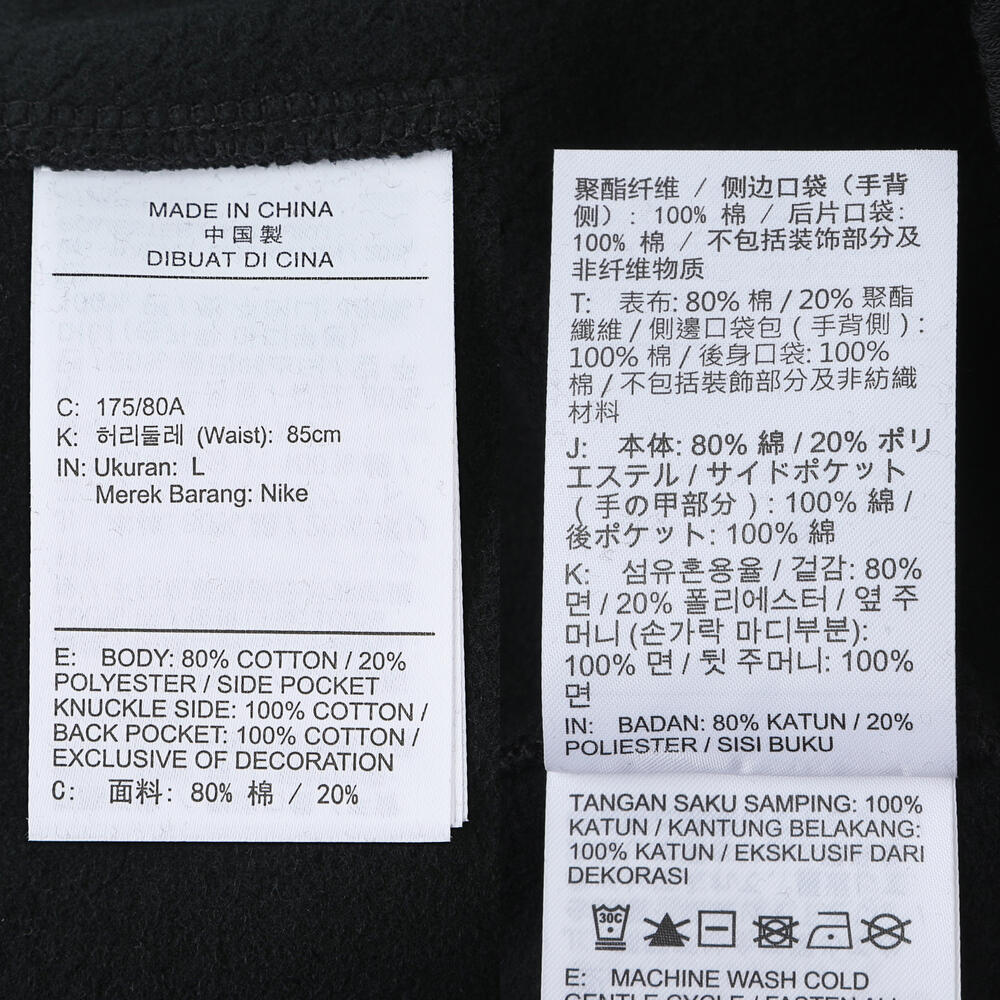 MADE IN CHINA
中国製
DIBUAT DI CINA
C: 175/80A
K: 허리둘레 (Waist): 85cm
IN: Ukuran: L
Merek Barang: Nike
E: BODY: 80% COTTON / 20%
POLYESTER / SIDE POCKET
KNUCKLE SIDE: 100% COTTON /
BACK POCKET: 100% COTTON /
EXCLUSIVE OF DECORATION
C: 面料: 80% 棉 / 20%
聚酯纤维 / 侧边口袋（手背
侧）: 100% 棉 / 后片口袋:
100% 棉 / 不包括装饰部分及
非纤维物质
T: 表布: 80% 棉 / 20% 聚酯
纖維 / 側邊口袋包 ( 手背側 ) :
100% 棉 / 後身口袋: 100%
棉 / 不包括裝飾部分及非紡織
材料
J: 本体: 80% 綿 / 20% ポリ
エステル / サイドポケット
( 手の甲部分 ) : 100% 綿 /
後ポケット: 100% 綿
K: 섬유혼용율 / 겉감: 80%
면 / 20% 폴리에스터 / 옆 주
머니 (손가락 마디부분):
100% 면 / 뒷 주머니: 100%
면
IN: BADAN: 80% KATUN / 20%
POLIESTER / SISI BUKU
TANGAN SAKU SAMPING: 100%
KATUN / KANTUNG BELAKANG:
100% KATUN / EKSKLUSIF DARI
DEKORASI
30C
E: MACHINE WASH COLD
GENTLE CYCLE / FASTEN ALL